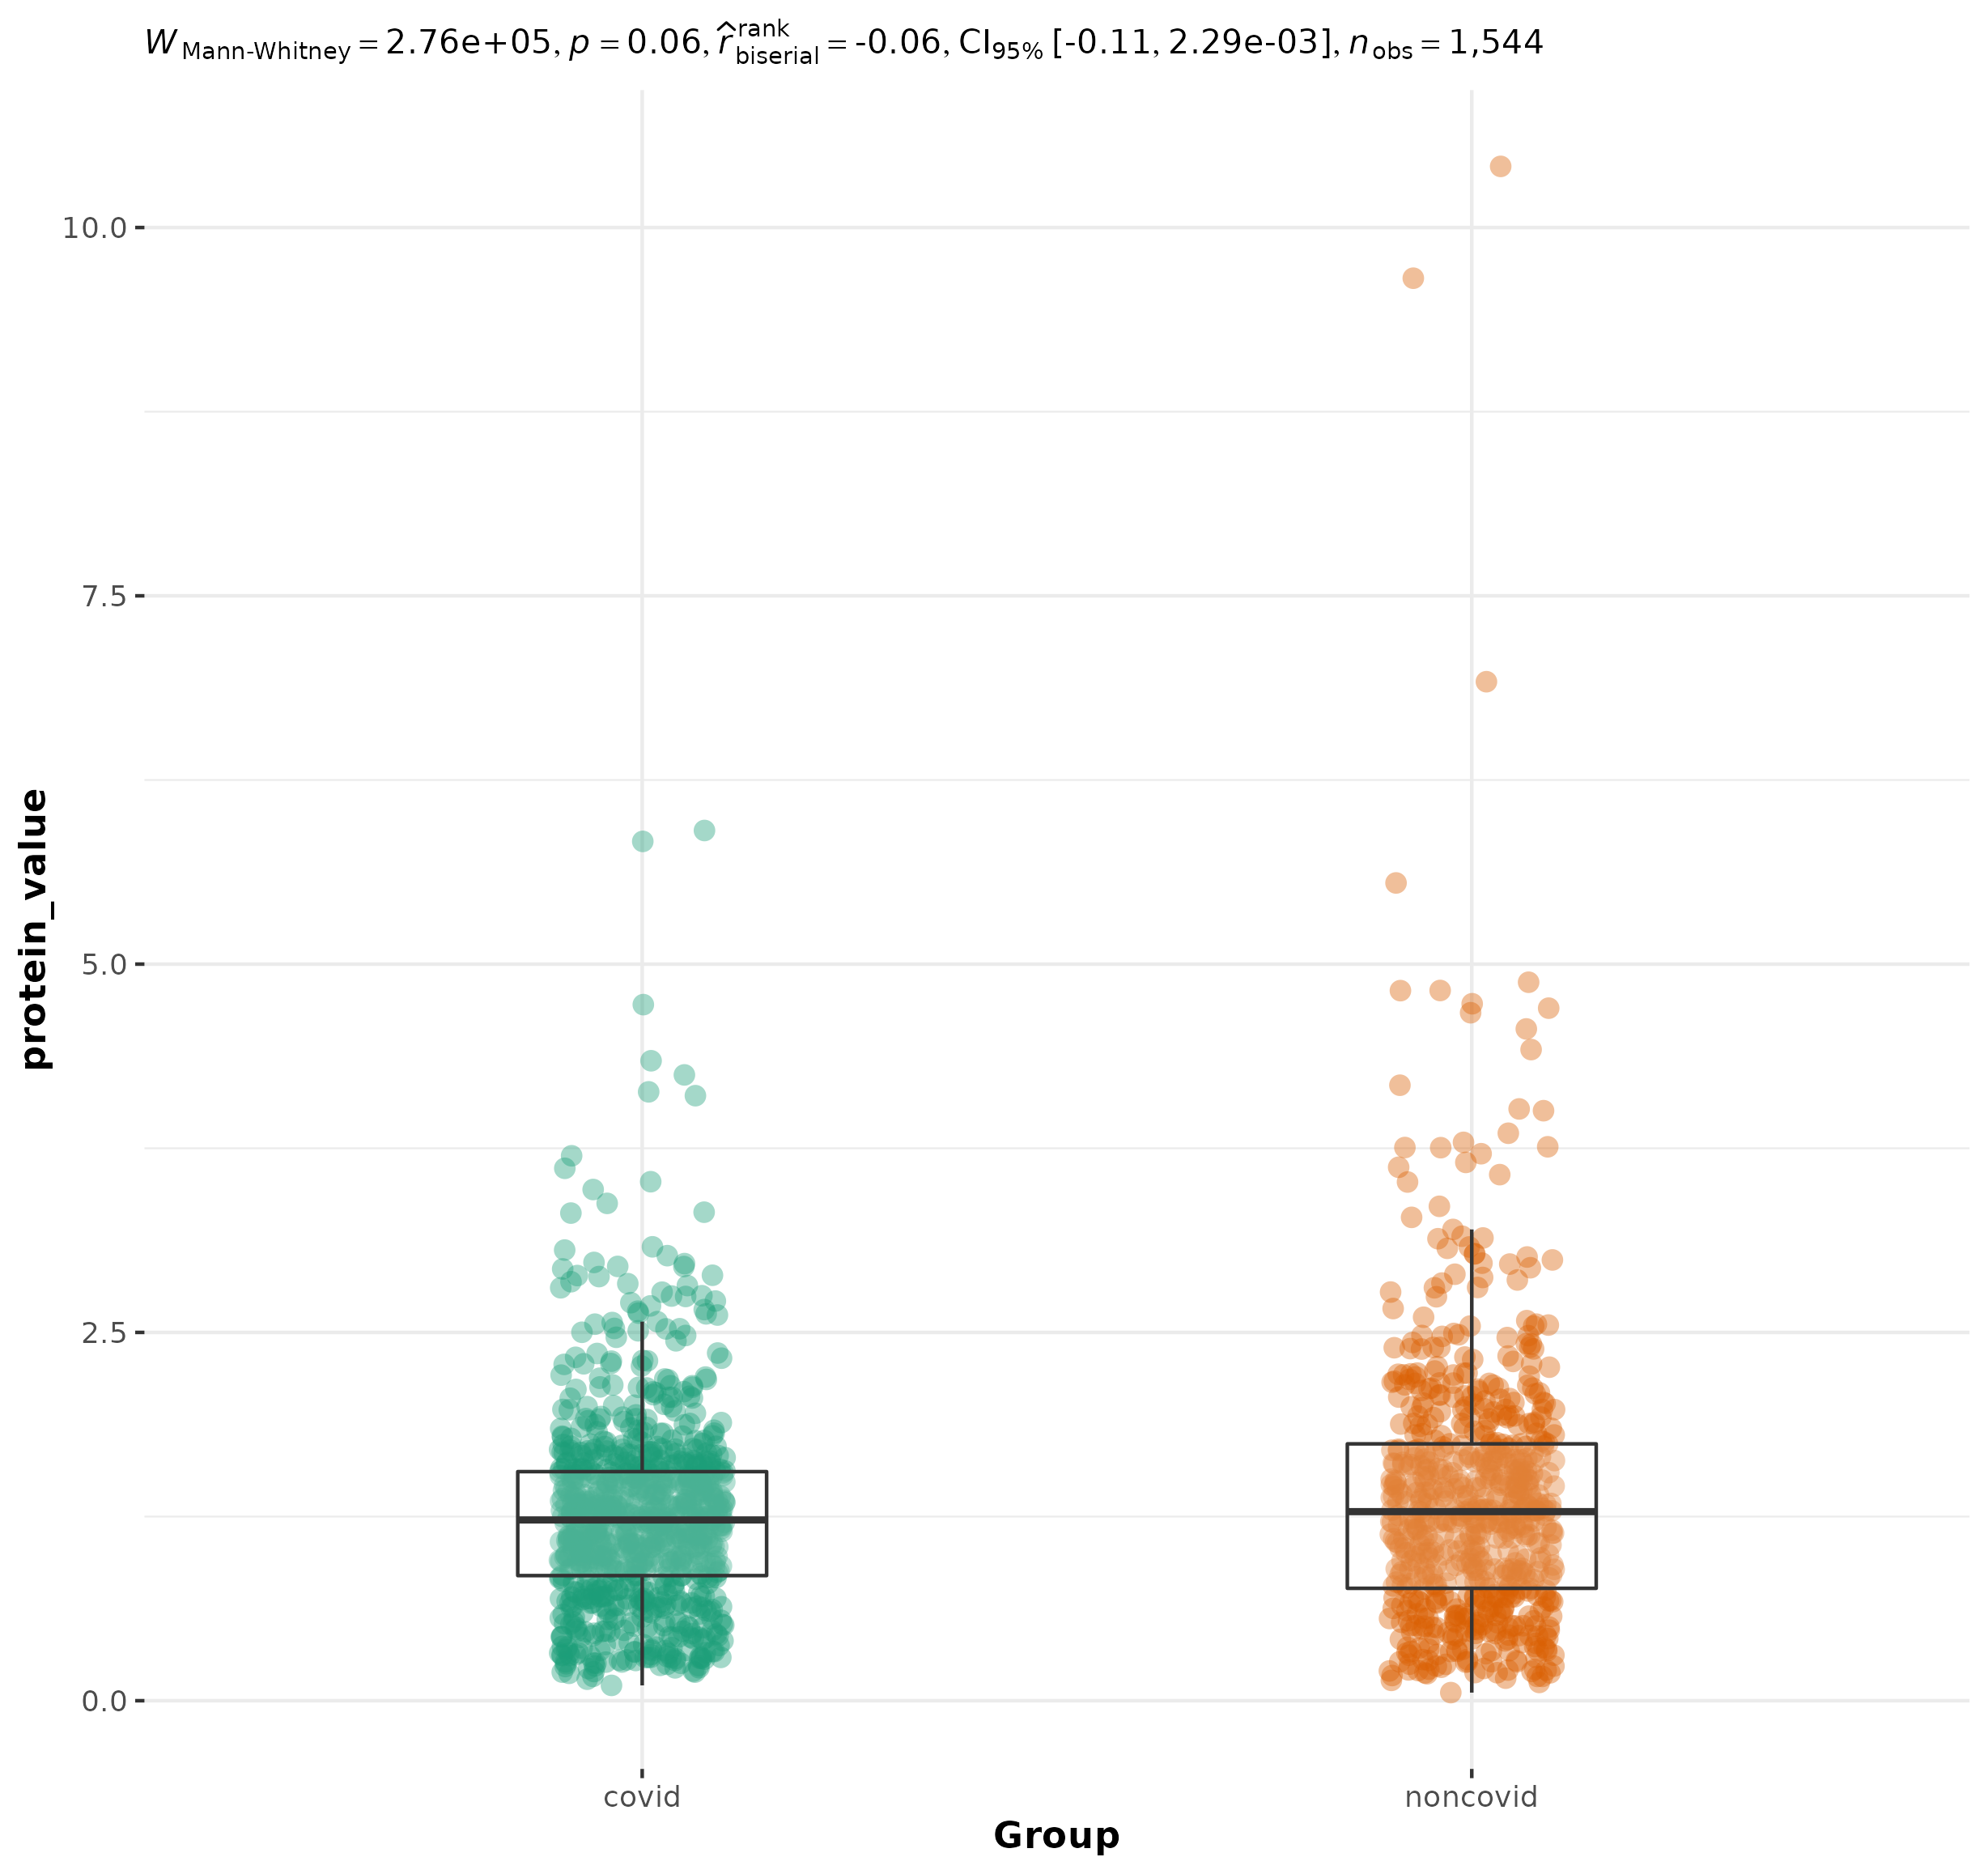 W Mann-Whitney = 2.76e+05, p = 0.06, r̂ rank biserial = -0.06, CI95% [-0.11, 2.29e-03], nobs = 1,544
10.0
7.5
5.0
2.5
0.0
protein_value
covid noncovid
Group